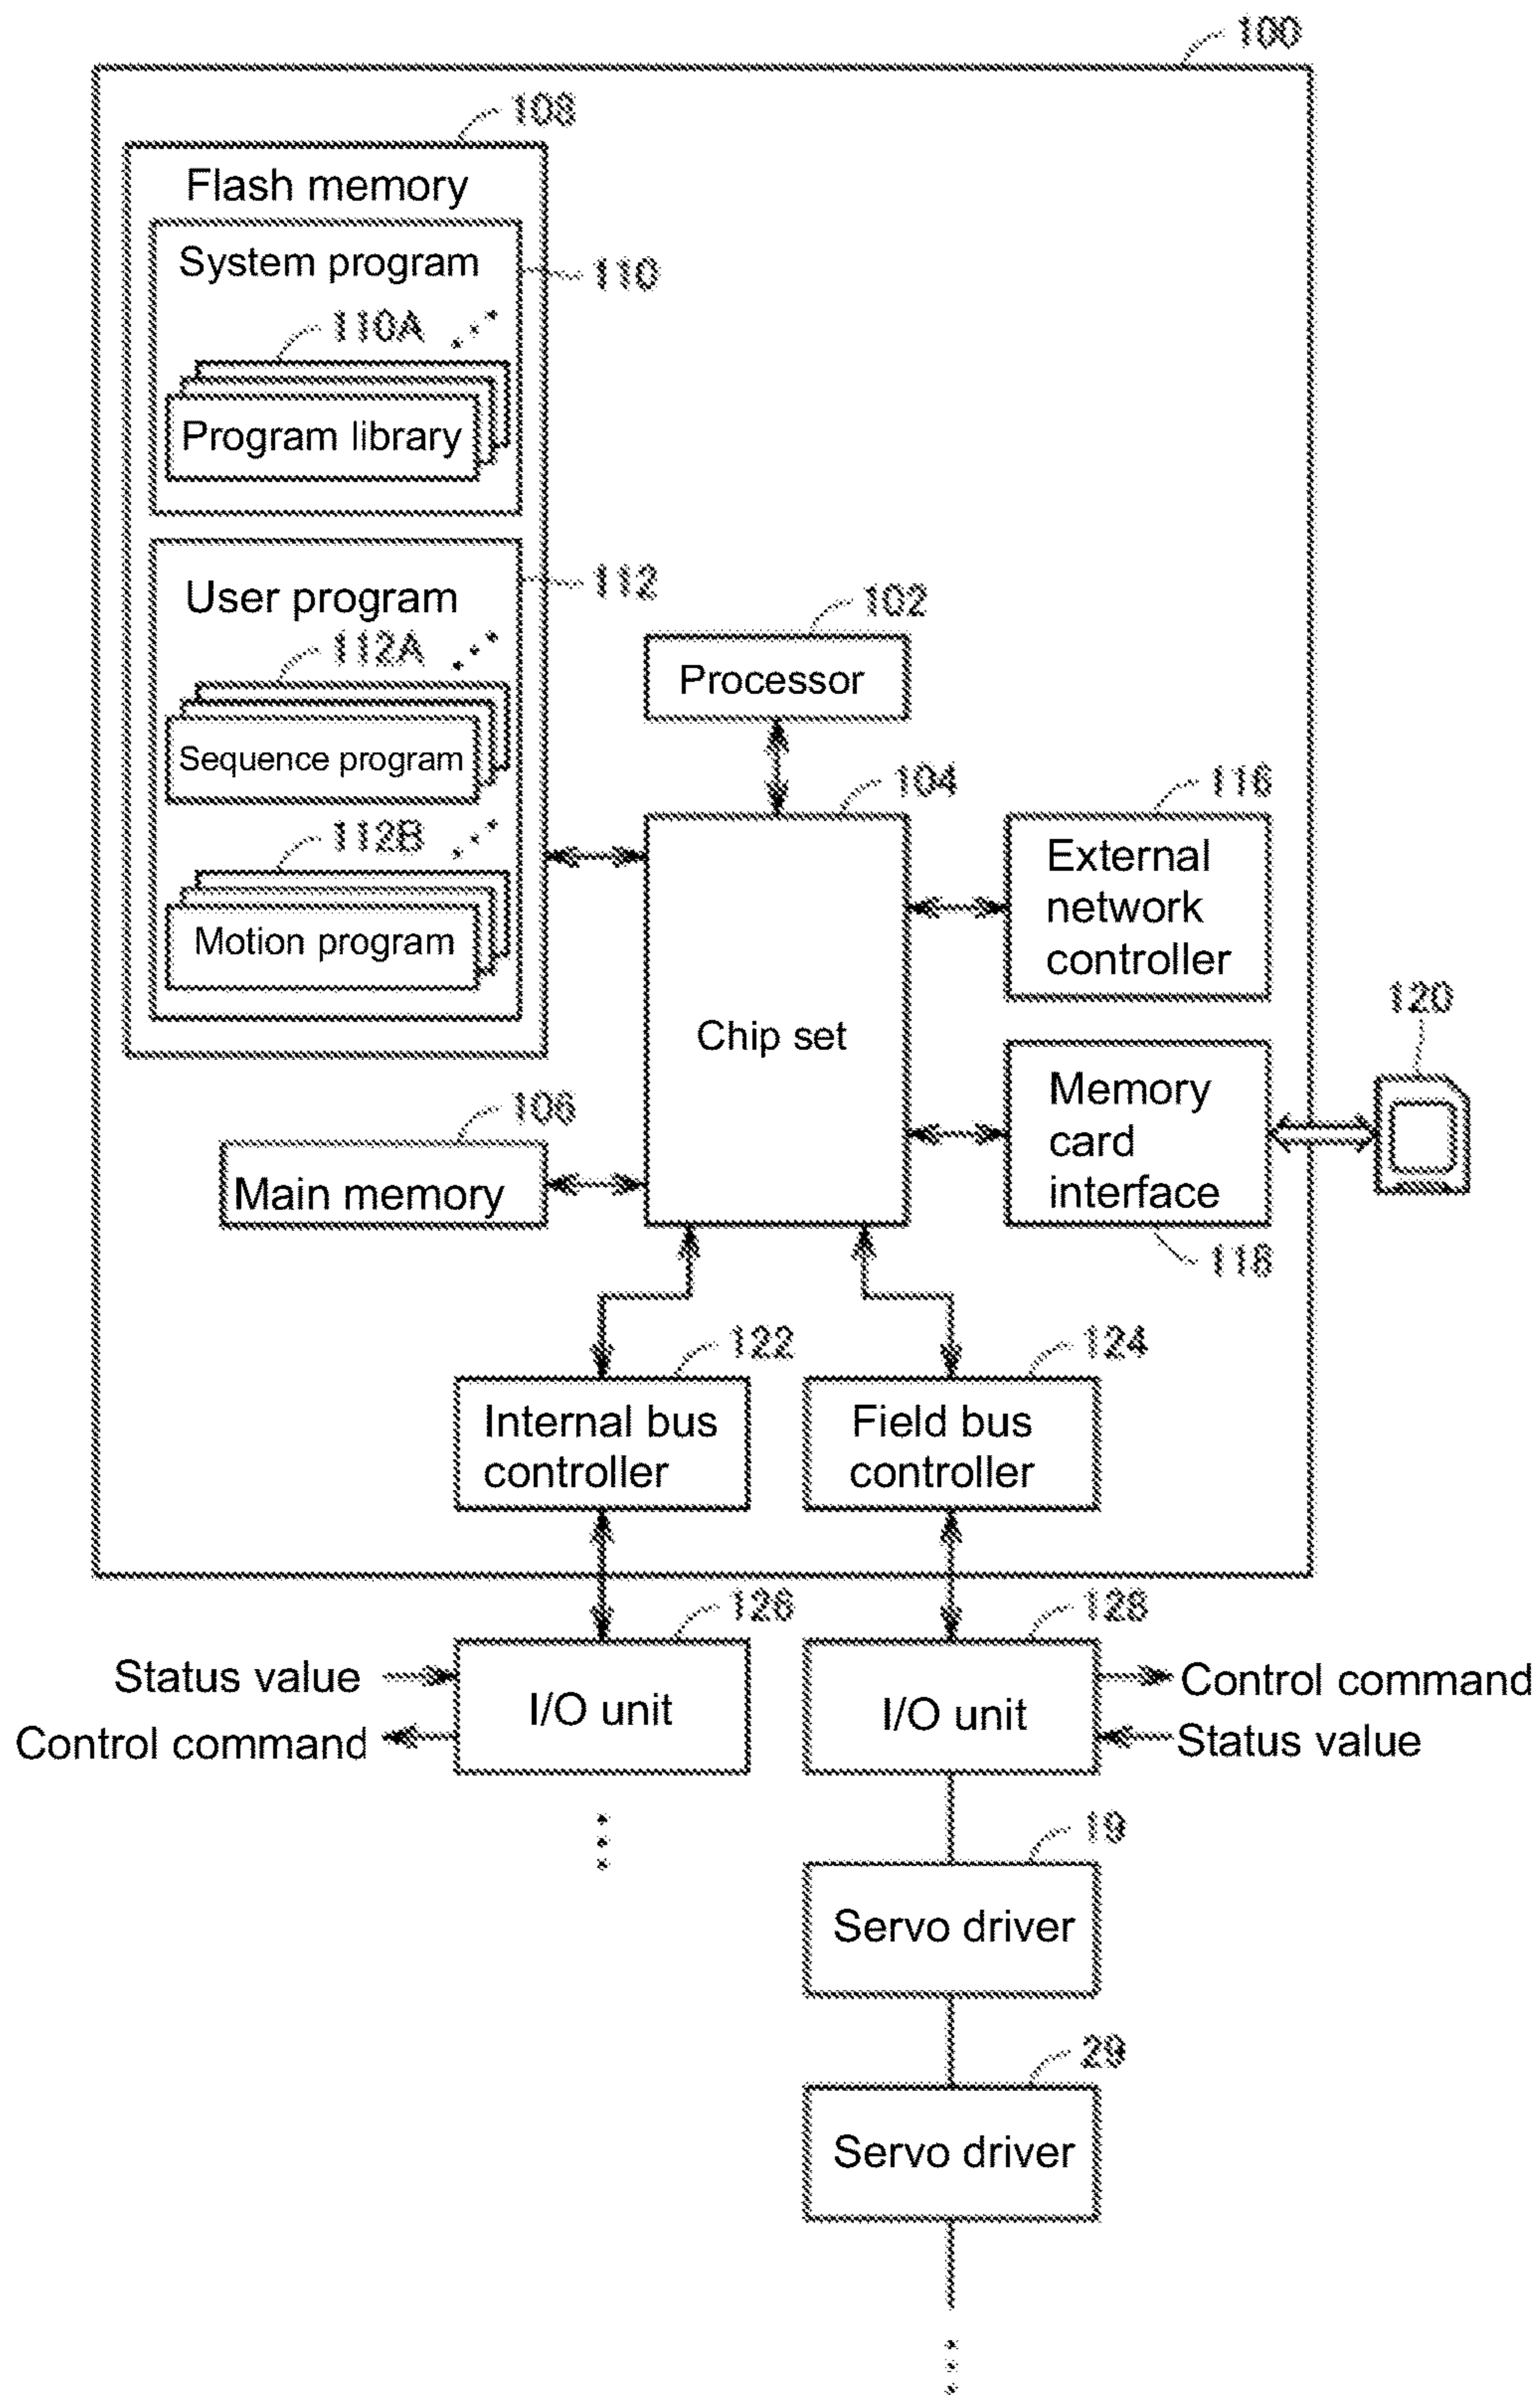 100
108
Flash memory
System program
110
110A
Program library
112
User program
112A
Sequence program
112B
Motion program
102
Processor
104
Chip set
116
External
network
controller
120
Memory
card
interface
118
106
Main memory
122
Internal bus
controller
124
Field bus
controller
126
I/O unit
Status value
Control command
128
I/O unit
Control command
Status value
19
Servo driver
29
Servo driver